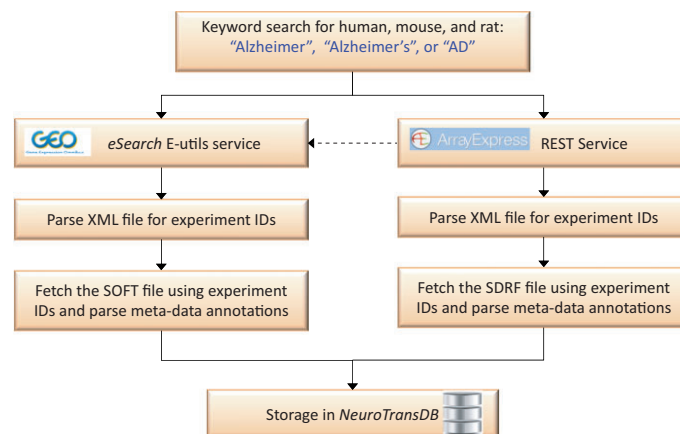 Keyword search for human, mouse, and rat:
“Alzheimer”, “Alzheimer’s”, or “AD”
GEO
Gene Expression Omnibus
eSearch E-utils service
ArrayExpress
REST Service
Parse XML file for experiment IDs
Parse XML file for experiment IDs
Fetch the SOFT file using experiment
IDs and parse meta-data annotations
Fetch the SDRF file using experiment
IDs and parse meta-data annotations
Storage in NeuroTransDB